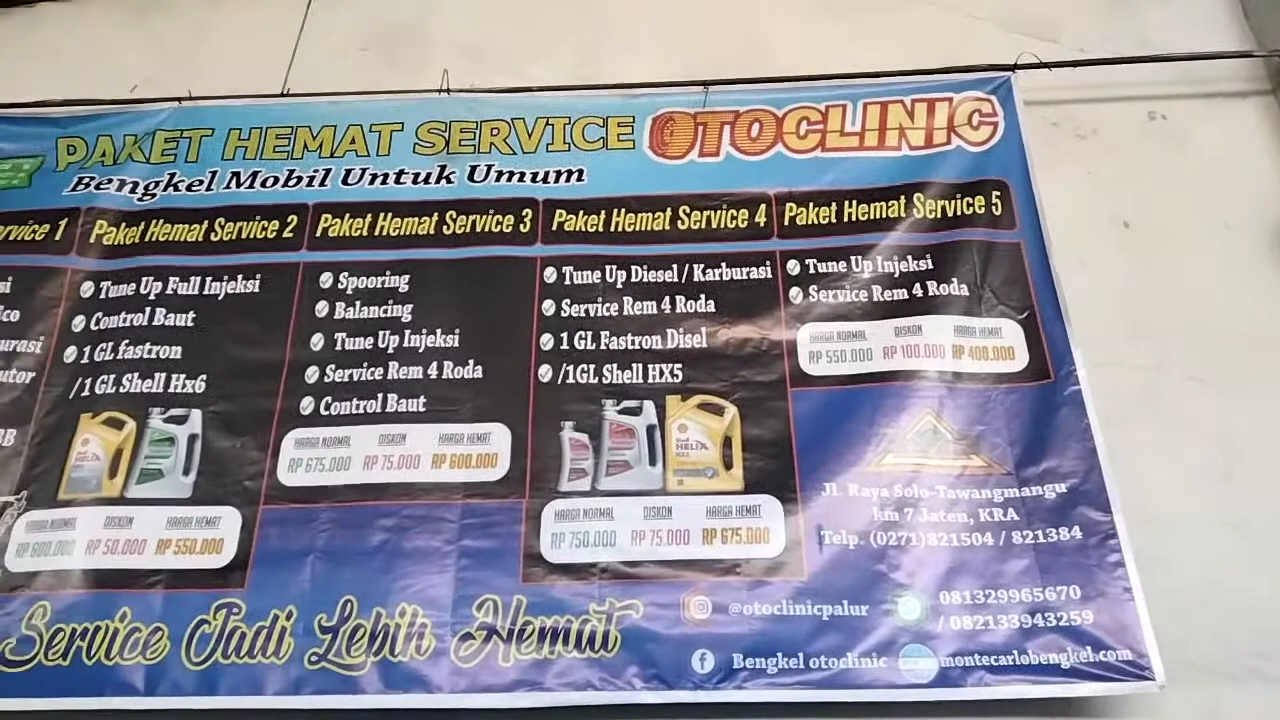 PAKET HEMAT SERVICE OTOCLINIC
Bengkel Mobil Untuk Umum
rvice 1
Paket Hemat Service 2
Tune Up Full Injeksi
Control Baut
1 GL fastron
/1 GL Shell Hx6
HARGA NORMAL DISKON HARGA HEMAT
RP 600.000 RP 50.000 RP 550.000
Paket Hemat Service 3
Spooring
Balancing
Tune Up Injeksi
Service Rem 4 Roda
Control Baut
HARGA NORMAL DISKON HARGA HEMAT
RP 675.000 RP 75.000 RP 600.000
Paket Hemat Service 4
Tune Up Diesel / Karburasi
Service Rem 4 Roda
1 GL Fastron Disel
/1GL Shell HX5
HELIX
HARGA NORMAL DISKON HARGA HEMAT
RP 750.000 RP 75.000 RP 675.000
Paket Hemat Service 5
Tune Up Injeksi
Service Rem 4 Roda
HARGA NORMAL DISKON HARGA HEMAT
RP 550.000 RP 100.000 RP 400.000
Jl. Raya Solo-Tawangmangu
km 7 Jaten, KRA
Telp. (0271)821504 / 821384
Service Jadi Lebih Hemat
@otoclinicpalur
081329965670
/ 082133943259
Bengkel otoclinic
montecarlobengkel.com